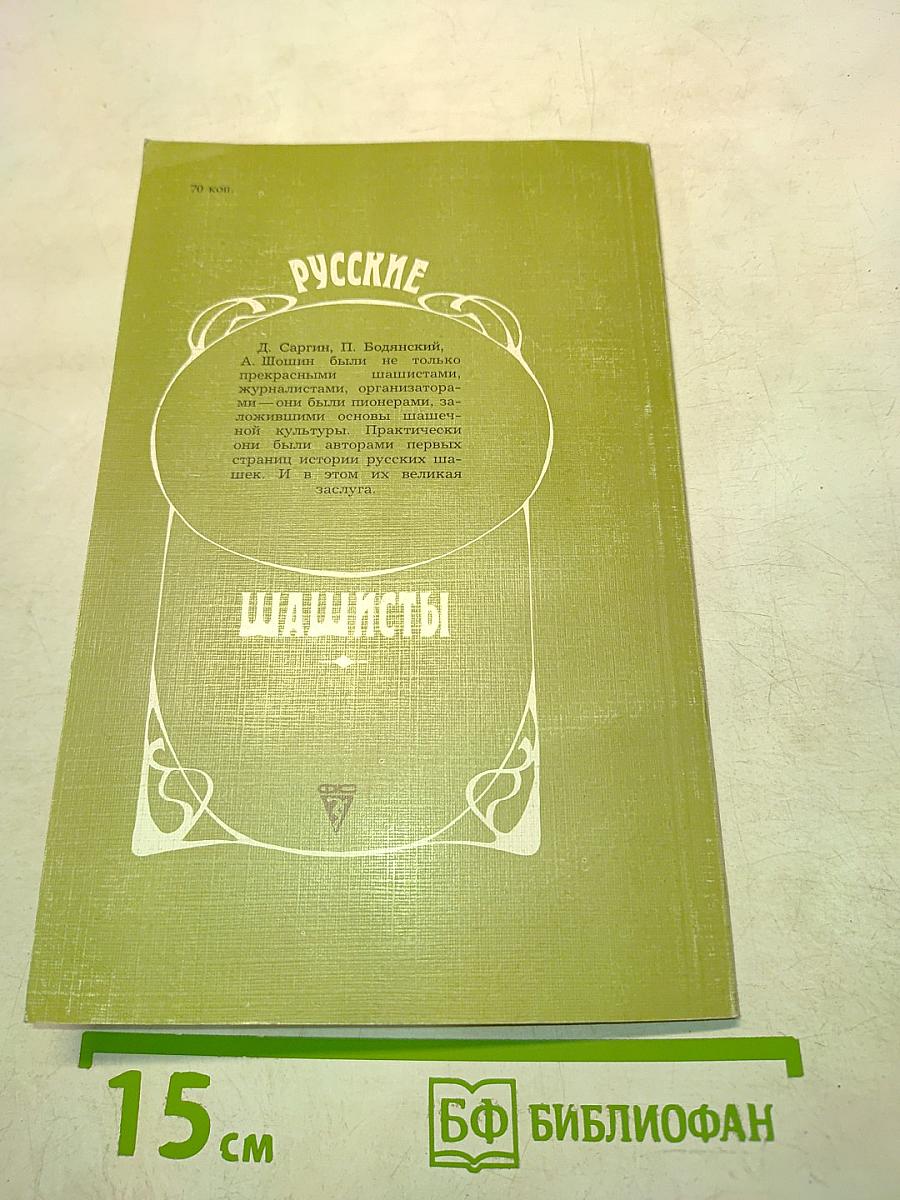 70 коп.
РУССКИЕ
Д. Саргин, П. Бодянский,
А. Шошин были не только
прекрасными шашистами,
журналистами, организатора-
ми — они были пионерами, за-
ложившими основы шашеч-
ной культуры. Практически
они были авторами первых
страниц истории русских ша-
шек. И в этом их великая
заслуга.
ШАШИСТЫ
ФС
15 см
БФ БИБЛИОФАН